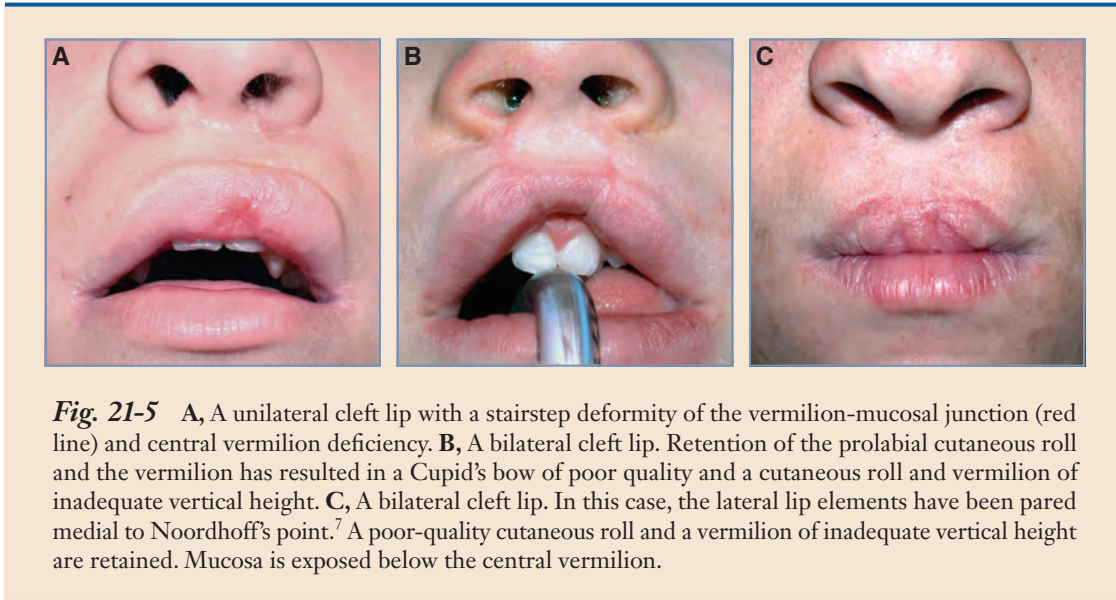 A B C
Fig. 21-5 A, A unilateral cleft lip with a stairstep deformity of the vermilion-mucosal junction (red
line) and central vermilion deficiency. B, A bilateral cleft lip. Retention of the prolabial cutaneous roll
and the vermilion has resulted in a Cupid's bow of poor quality and a cutaneous roll and vermilion of
inadequate vertical height. C, A bilateral cleft lip. In this case, the lateral lip elements have been pared
medial to Noordhoff's point.⁷ A poor-quality cutaneous roll and a vermilion of inadequate vertical height
are retained. Mucosa is exposed below the central vermilion.